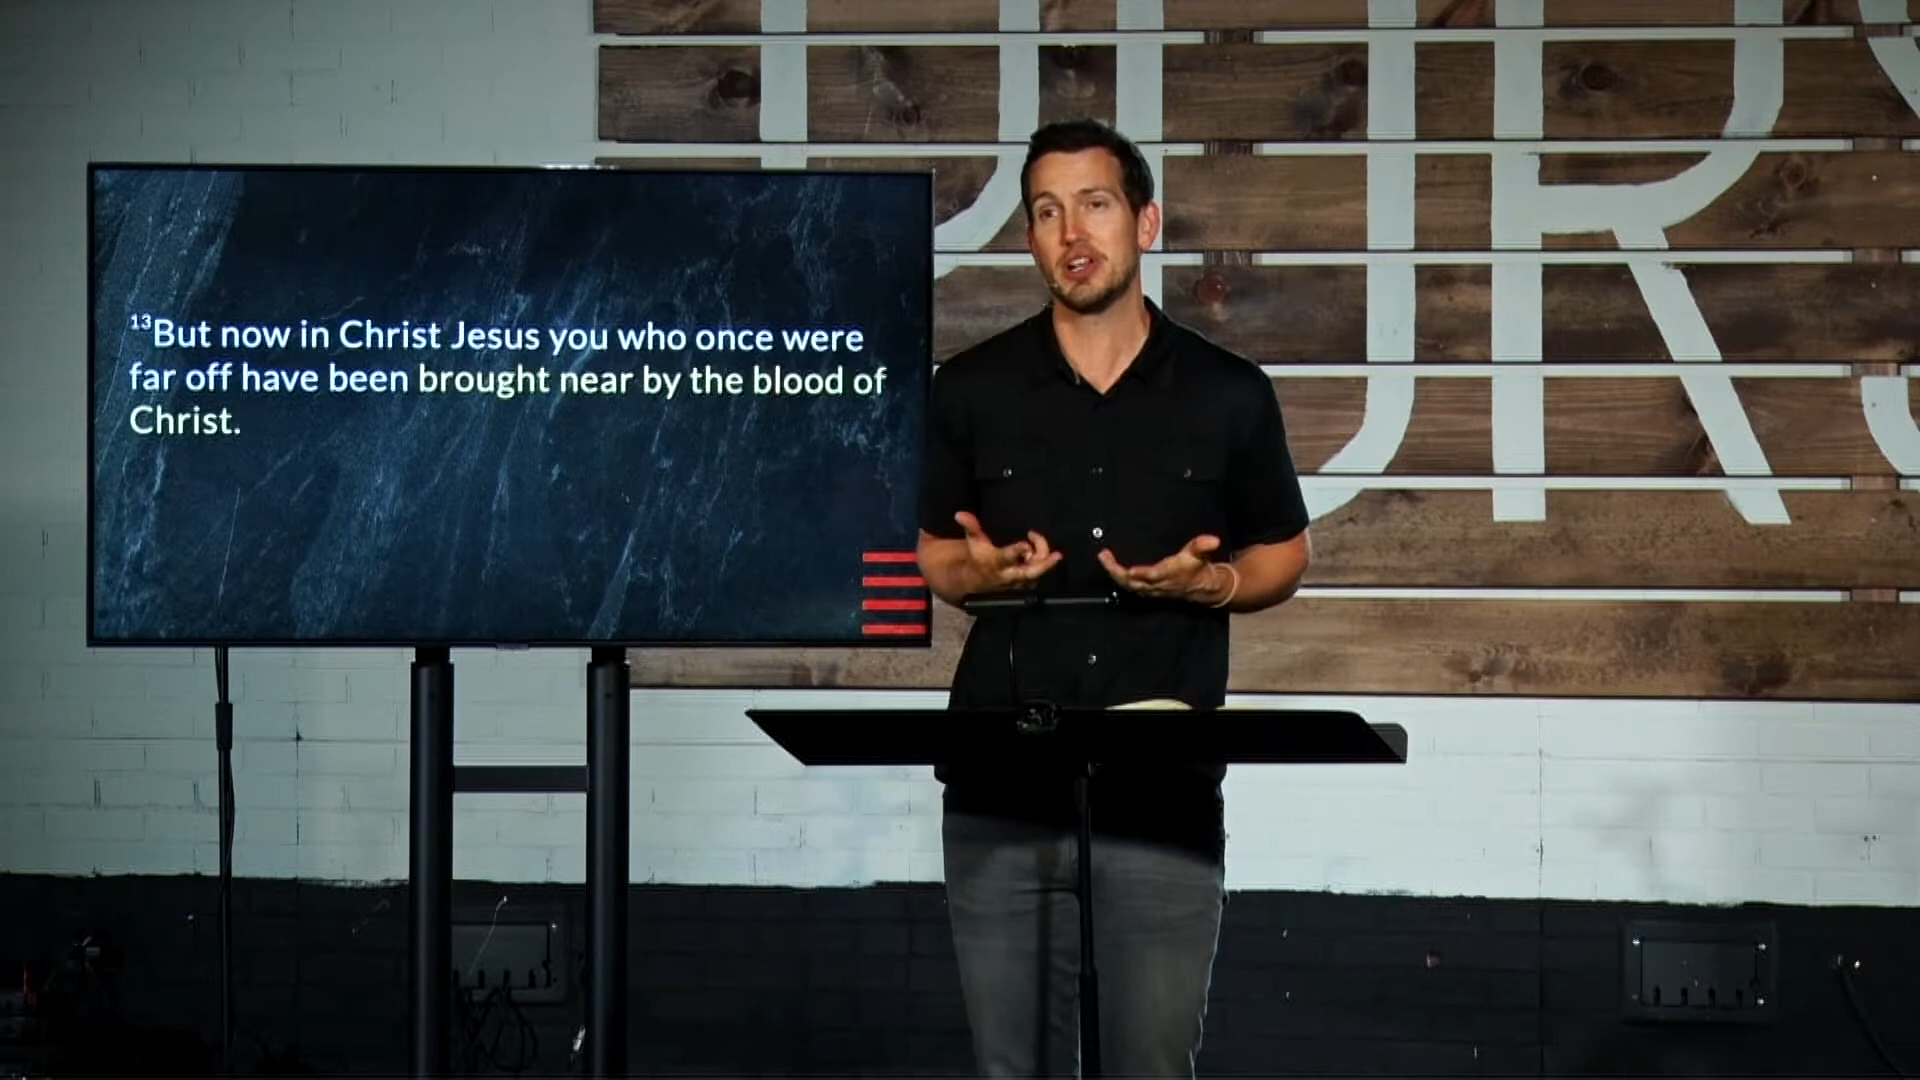 ¹³But now in Christ Jesus you who once were
far off have been brought near by the blood of
Christ.